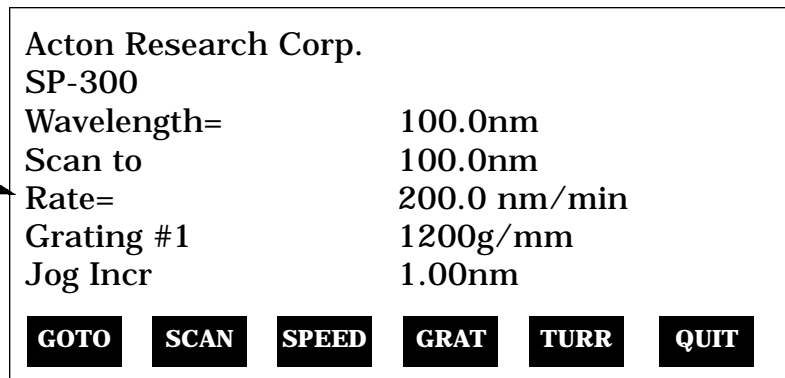 Acton Research Corp.
SP-300
Wavelength= 100.0nm
Scan to 100.0nm
Rate= 200.0 nm/min
Grating #1 1200g/mm
Jog Incr 1.00nm
GOTO SCAN SPEED GRAT TURR QUIT